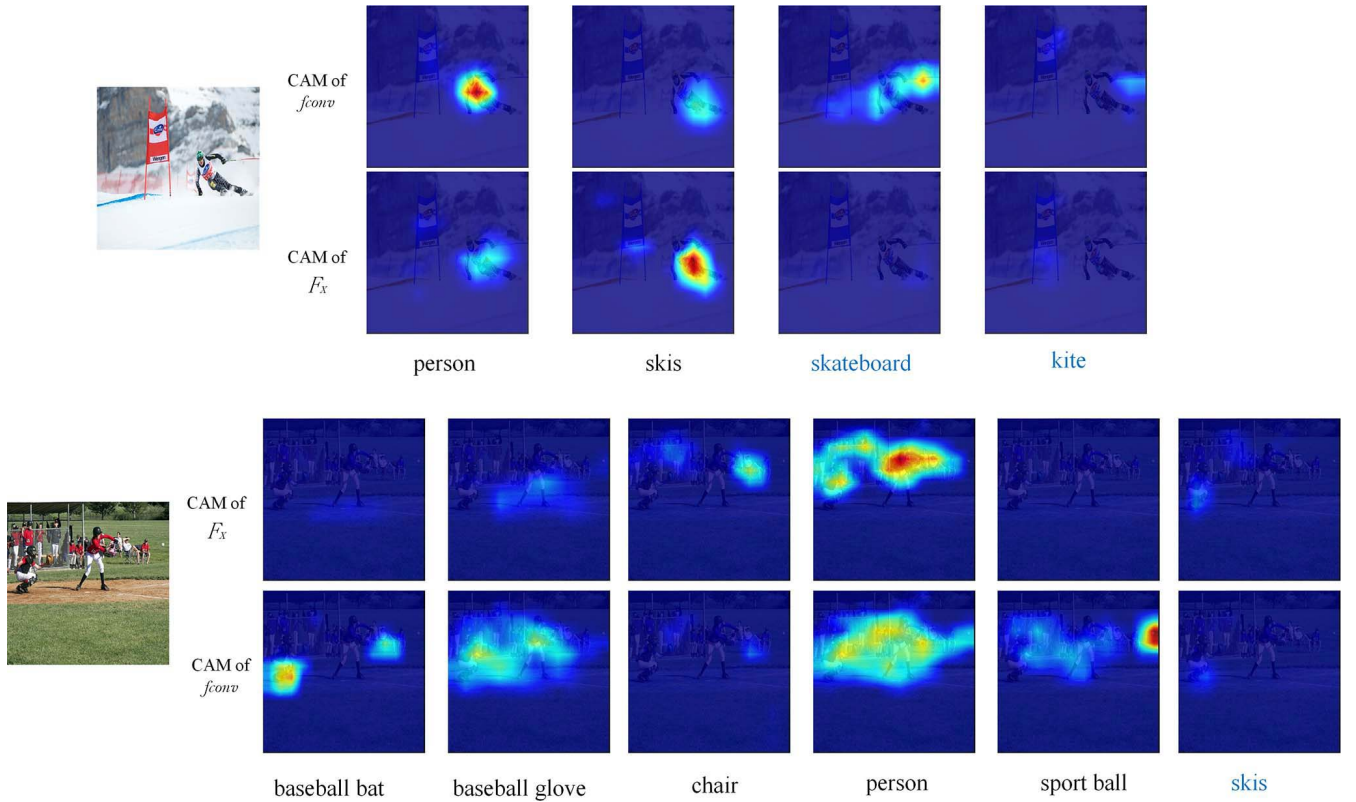 CAM of
fconv
CAM of
Fx
person skis skateboard kite
CAM of
Fx
CAM of
fconv
baseball bat baseball glove chair person sport ball skis